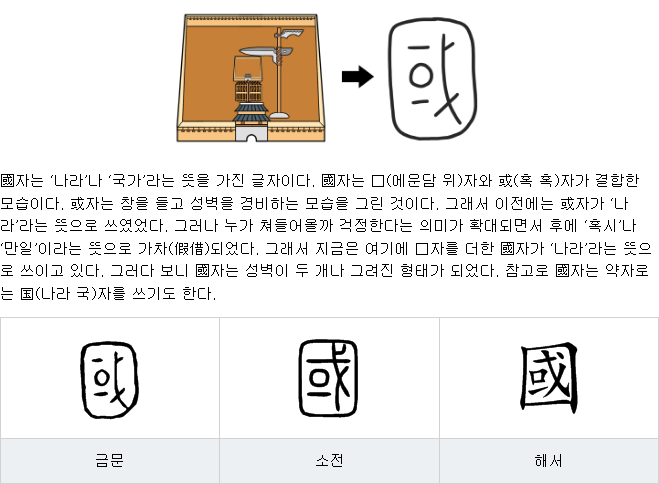 國자는 ‘나라’나 ‘국가’라는 뜻을 가진 글자이다. 國자는 囗(에운담 위)자와 或(혹 혹)자가 결합한
모습이다. 或자는 창을 들고 성벽을 경비하는 모습을 그린 것이다. 그래서 이전에는 或자가 ‘나
라’라는 뜻으로 쓰였었다. 그러나 누가 쳐들어올까 걱정한다는 의미가 확대되면서 후에 ‘혹시’나
‘만일’이라는 뜻으로 가차(假借)되었다. 그래서 지금은 여기에 囗자를 더한 國자가 ‘나라’라는 뜻으
로 쓰이고 있다. 그러다 보니 國자는 성벽이 두 개나 그려진 형태가 되었다. 참고로 國자는 약자로
는 国(나라 국)자를 쓰기도 한다.
國 國 國
금문 소전 해서